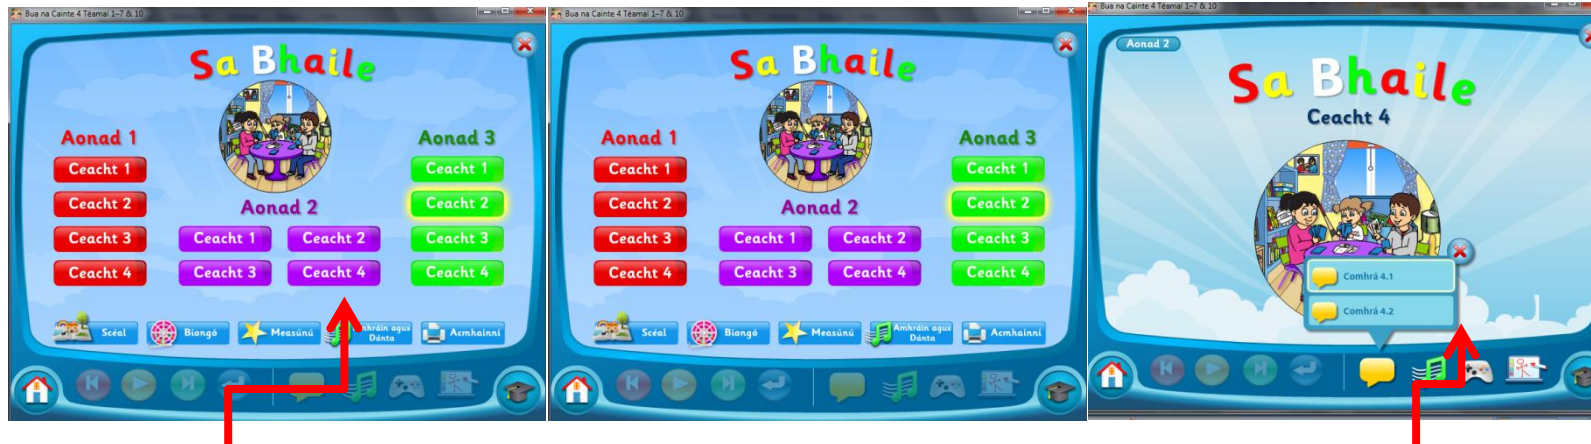 Bua na Cainte 4 Téamaí 1–7 & 10
Sa Bhaile
Aonad 1
Ceacht 1
Ceacht 2
Ceacht 3
Ceacht 4
Aonad 2
Ceacht 1 Ceacht 2
Ceacht 3 Ceacht 4
Aonad 3
Ceacht 1
Ceacht 2
Ceacht 3
Ceacht 4
Scéal Biongó Measúnú Amhráin agus
Dánta
Acmhainní
Bua na Cainte 4 Téamaí 1–7 & 10
Sa Bhaile
Aonad 1
Ceacht 1
Ceacht 2
Ceacht 3
Ceacht 4
Aonad 2
Ceacht 1 Ceacht 2
Ceacht 3 Ceacht 4
Aonad 3
Ceacht 1
Ceacht 2
Ceacht 3
Ceacht 4
Scéal Biongó Measúnú Amhráin agus
Dánta
Acmhainní
Bua na Cainte 4 Téamaí 1–7 & 10
Aonad 2
Sa Bhaile
Ceacht 4
Comhrá 4.1
Comhrá 4.2